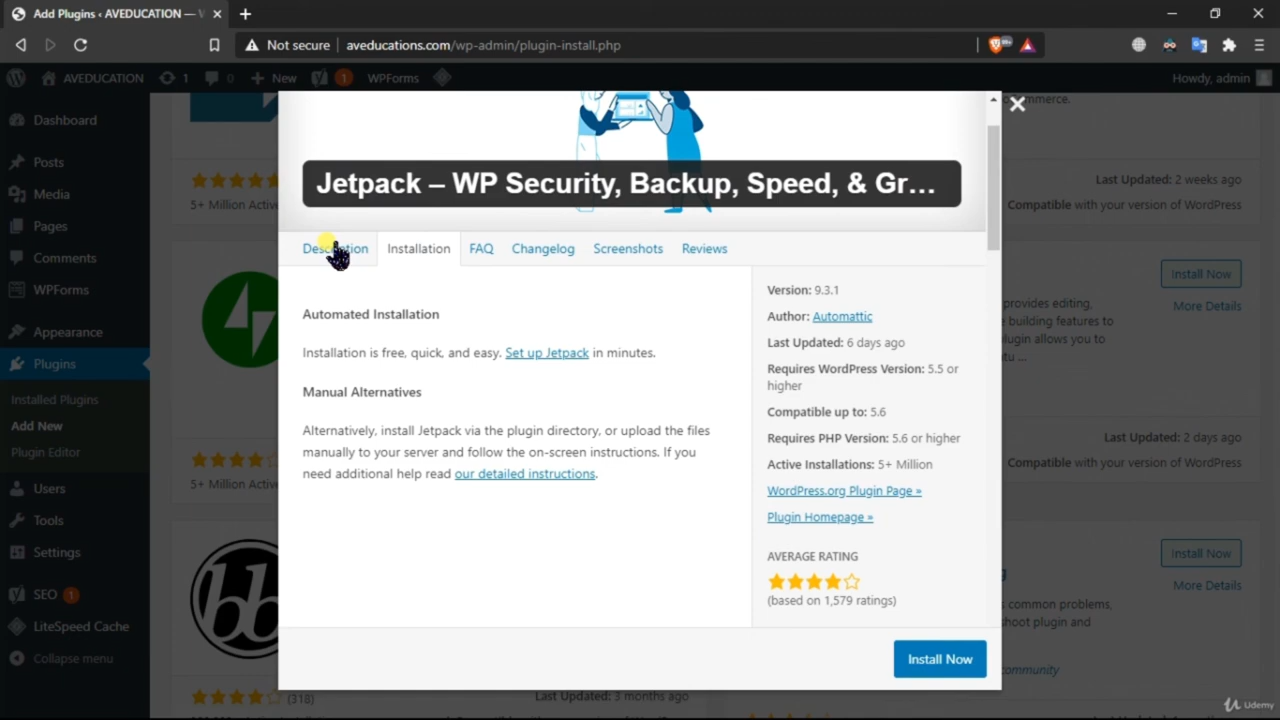 Add Plugins ‹ AVEDUCATION —
Not secure
aveducations.com/wp-admin/plugin-install.php
AVEDUCATION
1
0
New
1
WPForms
Howdy, admin
Dashboard
Posts
Media
Pages
Comments
WPForms
Appearance
Plugins
Installed Plugins
Add New
Plugin Editor
Users
Tools
Settings
SEO 1
LiteSpeed Cache
Collapse menu
5+ Million Active
5+ Million Active
(318)
Last Updated: 3 months ago
Jetpack – WP Security, Backup, Speed, & Gr…
Description
Installation
FAQ
Changelog
Screenshots
Reviews
Automated Installation
Installation is free, quick, and easy. Set up Jetpack in minutes.
Manual Alternatives
Alternatively, install Jetpack via the plugin directory, or upload the files
manually to your server and follow the on-screen instructions. If you
need additional help read our detailed instructions.
Version: 9.3.1
Author: Automattic
Last Updated: 6 days ago
Requires WordPress Version: 5.5 or
higher
Compatible up to: 5.6
Requires PHP Version: 5.6 or higher
Active Installations: 5+ Million
WordPress.org Plugin Page »
Plugin Homepage »
AVERAGE RATING
(based on 1,579 ratings)
Install Now
Last Updated: 2 weeks ago
Compatible with your version of WordPress
Install Now
More Details
provides editing,
building features to
plugin allows you to
Last Updated: 2 days ago
Compatible with your version of WordPress
Install Now
More Details
common problems,
shoot plugin and
community
Udemy